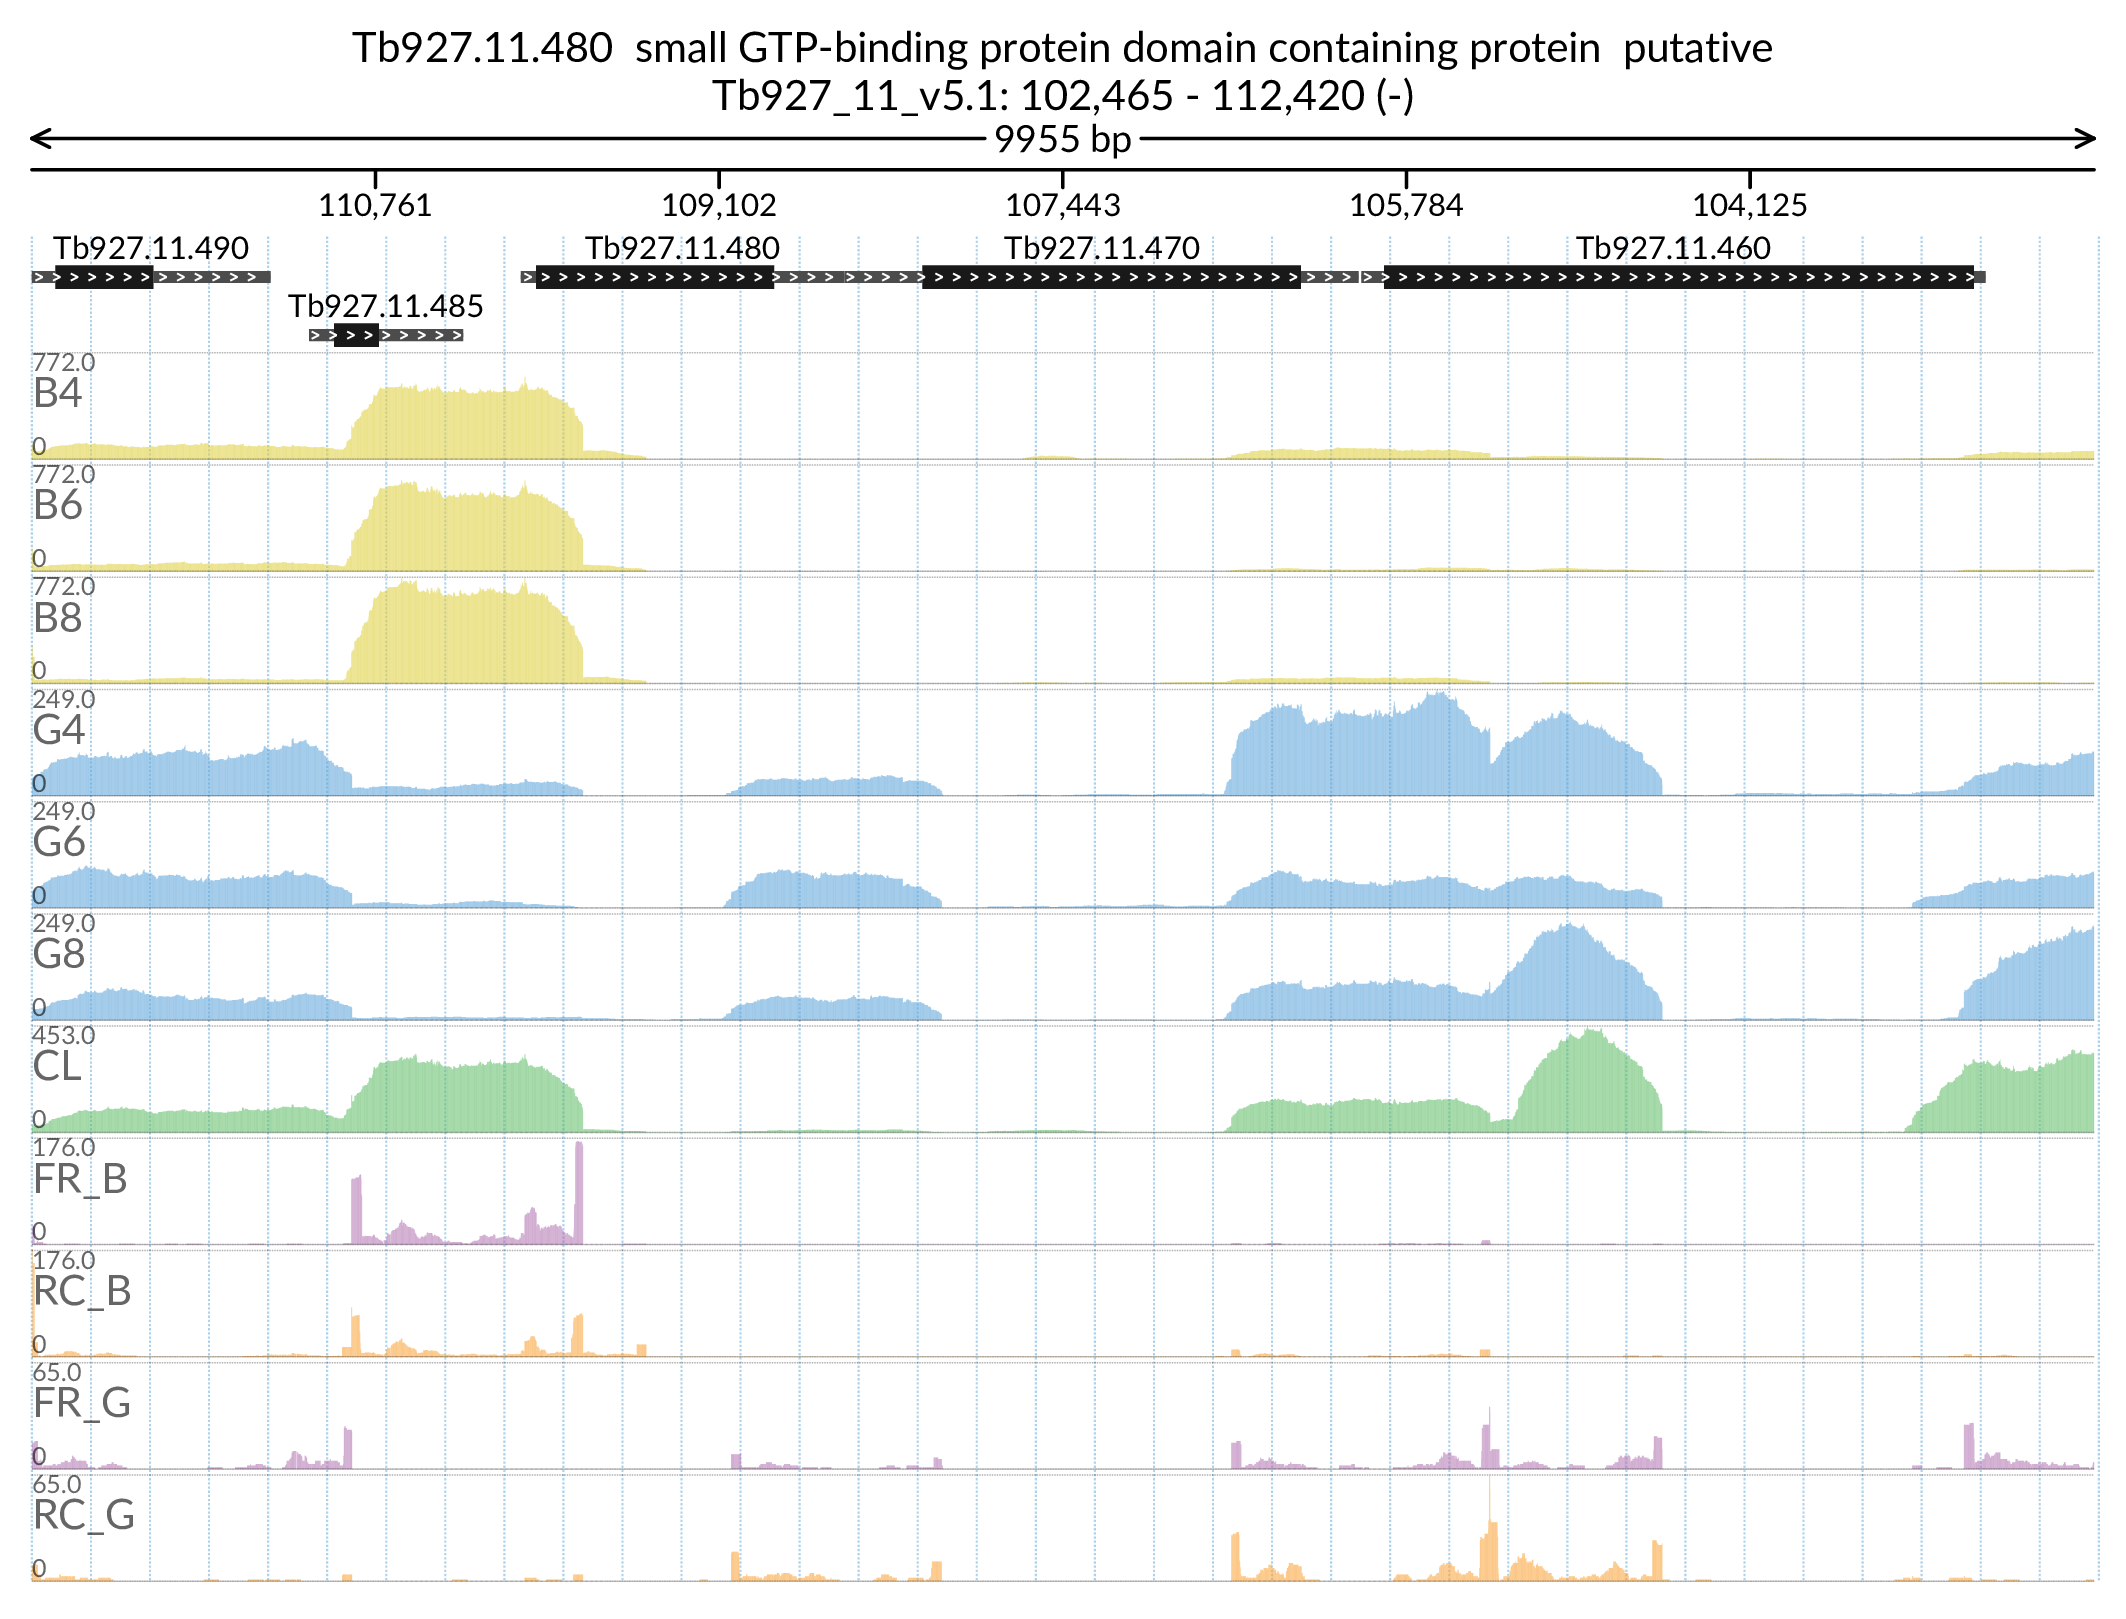 Tb927.11.480  small GTP-binding protein domain containing protein  putative
Tb927_11_v5.1: 102,465 - 112,420 (-)
9955 bp
110,761 109,102 107,443 105,784 104,125
Tb927.11.490 Tb927.11.480 Tb927.11.470 Tb927.11.460
Tb927.11.485
772.0
B4
0
772.0
B6
0
772.0
B8
0
249.0
G4
0
249.0
G6
0
249.0
G8
0
453.0
CL
0
176.0
FR_B
0
176.0
RC_B
0
65.0
FR_G
0
65.0
RC_G
0